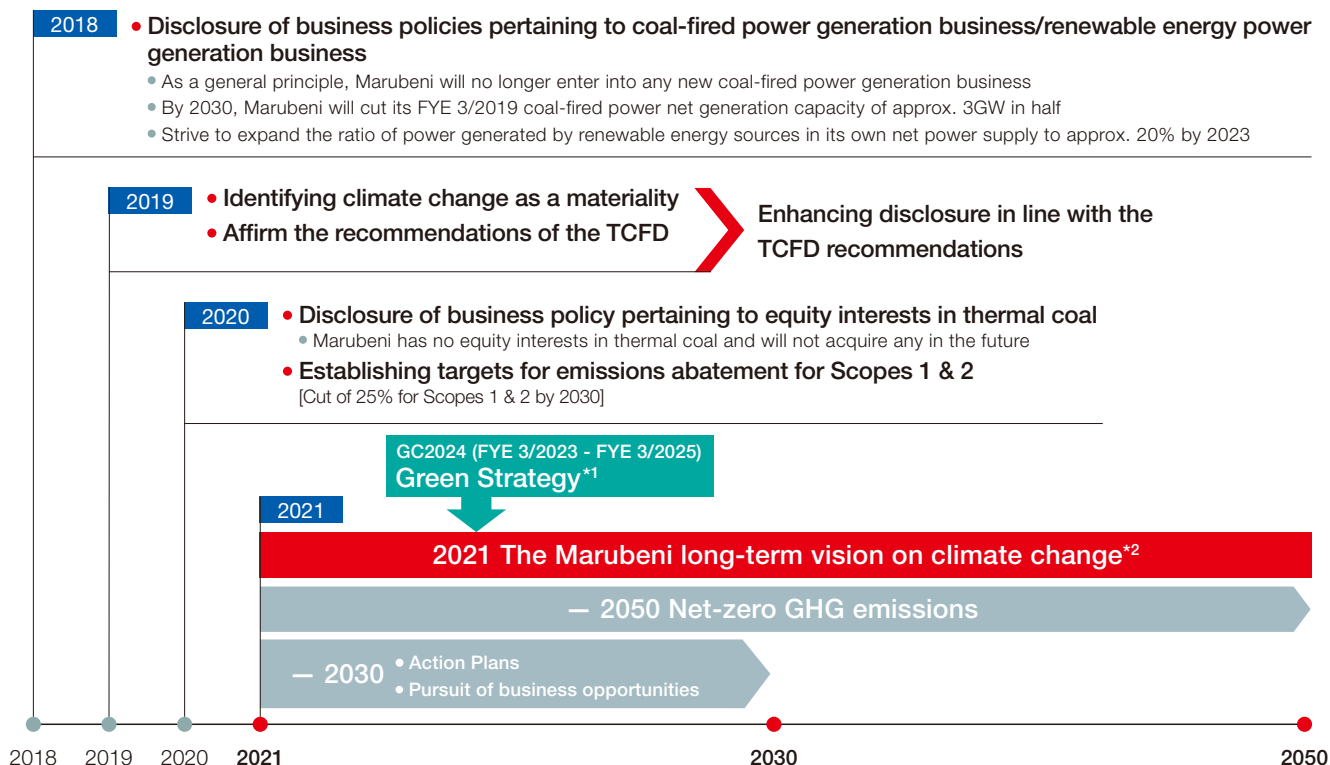 2018
• Disclosure of business policies pertaining to coal-fired power generation business/renewable energy power
generation business
• As a general principle, Marubeni will no longer enter into any new coal-fired power generation business
• By 2030, Marubeni will cut its FYE 3/2019 coal-fired power net generation capacity of approx. 3GW in half
• Strive to expand the ratio of power generated by renewable energy sources in its own net power supply to approx. 20% by 2023
2019
• Identifying climate change as a materiality
• Affirm the recommendations of the TCFD
Enhancing disclosure in line with the
TCFD recommendations
2020
• Disclosure of business policy pertaining to equity interests in thermal coal
• Marubeni has no equity interests in thermal coal and will not acquire any in the future
• Establishing targets for emissions abatement for Scopes 1 & 2
[Cut of 25% for Scopes 1 & 2 by 2030]
GC2024 (FYE 3/2023 - FYE 3/2025)
Green Strategy*1
2021
2021 The Marubeni long-term vision on climate change*2
— 2050 Net-zero GHG emissions
— 2030
• Action Plans
• Pursuit of business opportunities
2018 2019 2020 2021 2030 2050